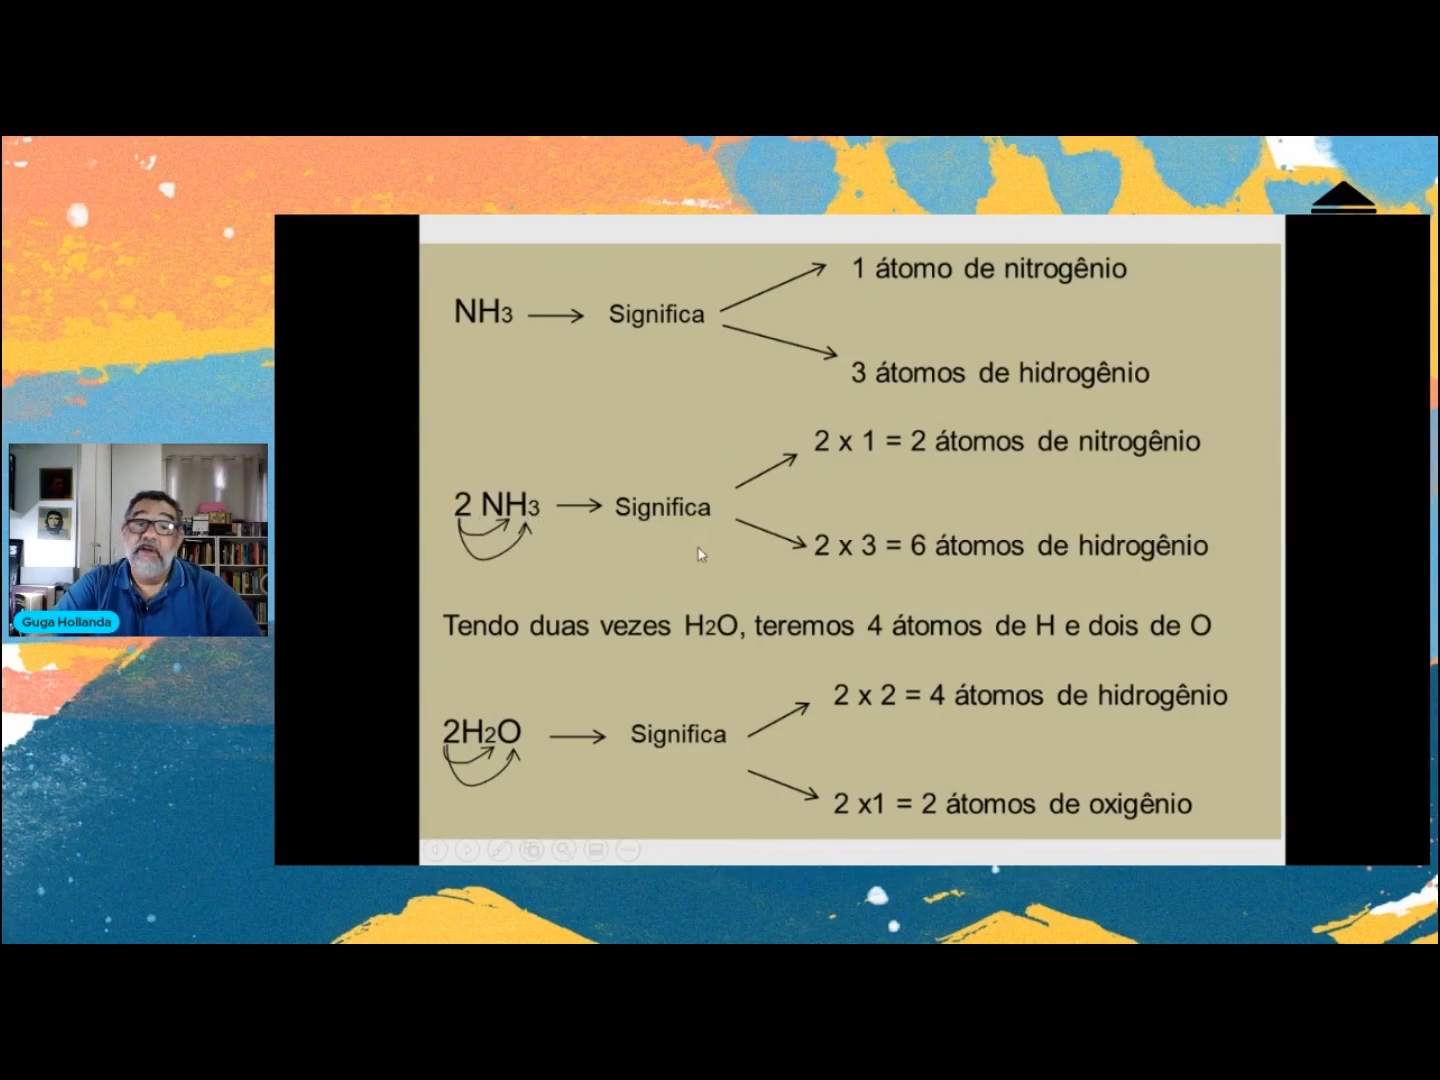 1 átomo de nitrogênio
NH3 → Significa
3 átomos de hidrogênio
2 x 1 = 2 átomos de nitrogênio
2 NH3 → Significa
2 x 3 = 6 átomos de hidrogênio
Tendo duas vezes H2O, teremos 4 átomos de H e dois de O
2 x 2 = 4 átomos de hidrogênio
2H2O → Significa
2 x1 = 2 átomos de oxigênio
Guga Hollanda